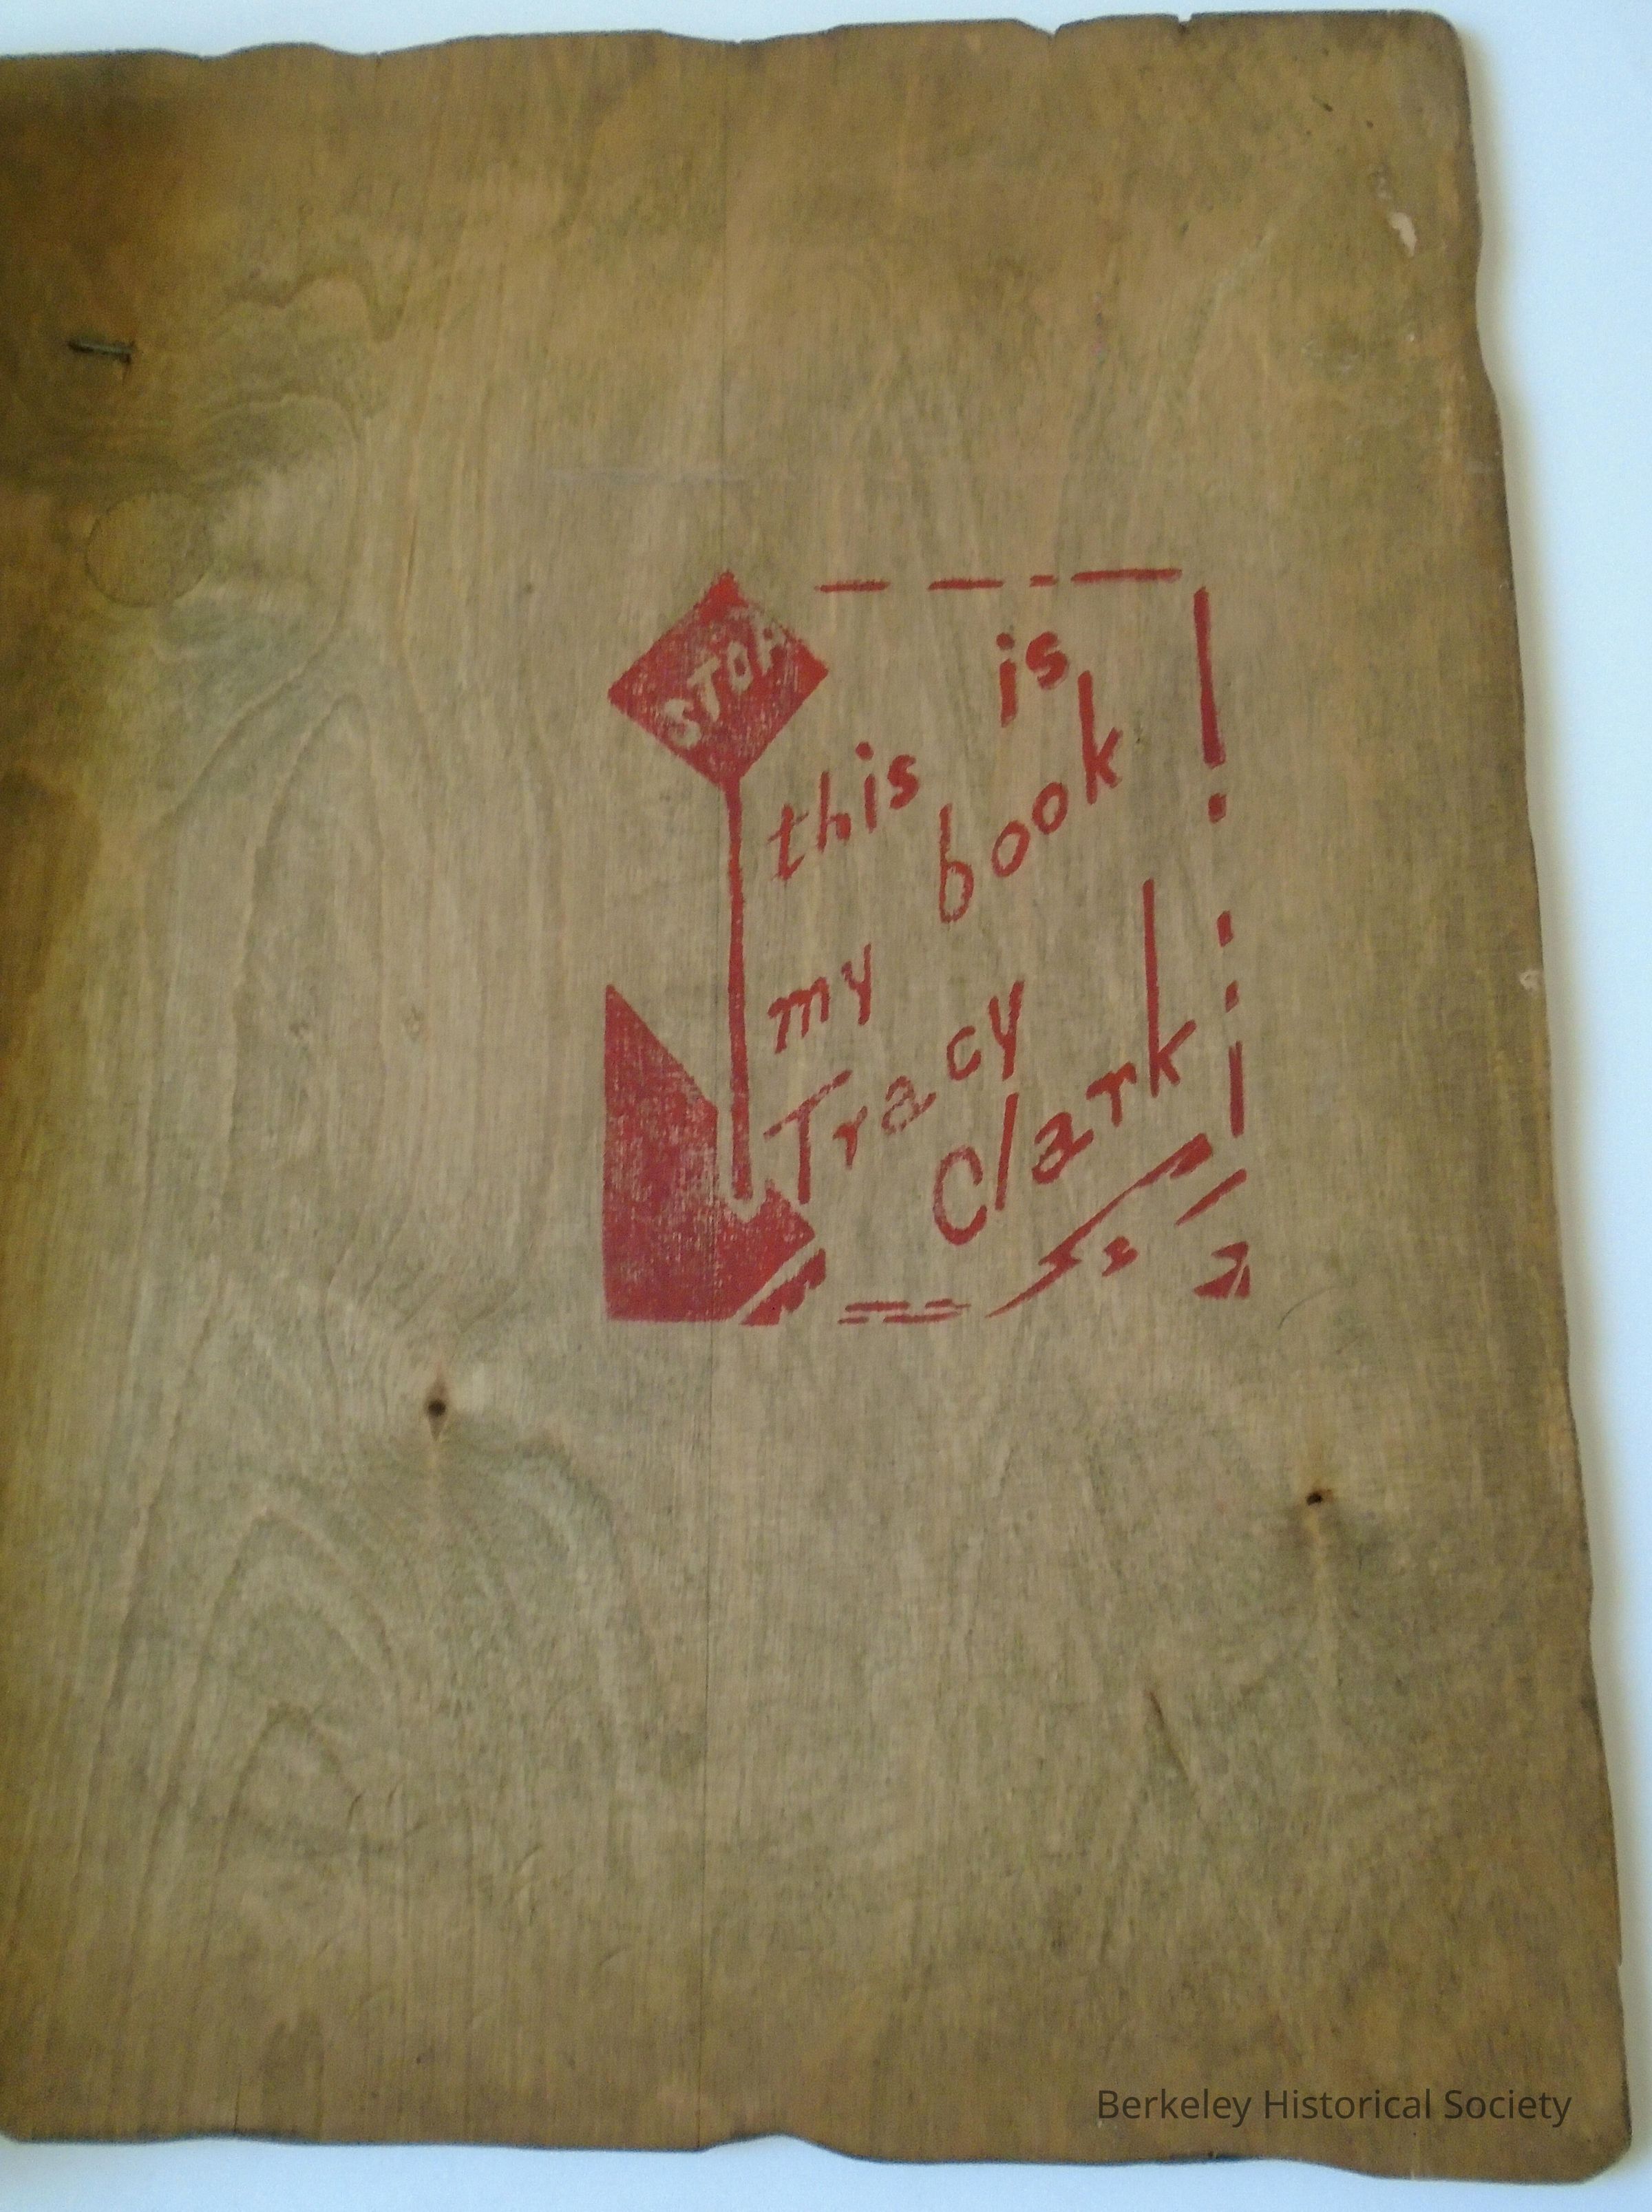 STOP
this is
my book
Tracy
Clark
Berkeley Historical Society